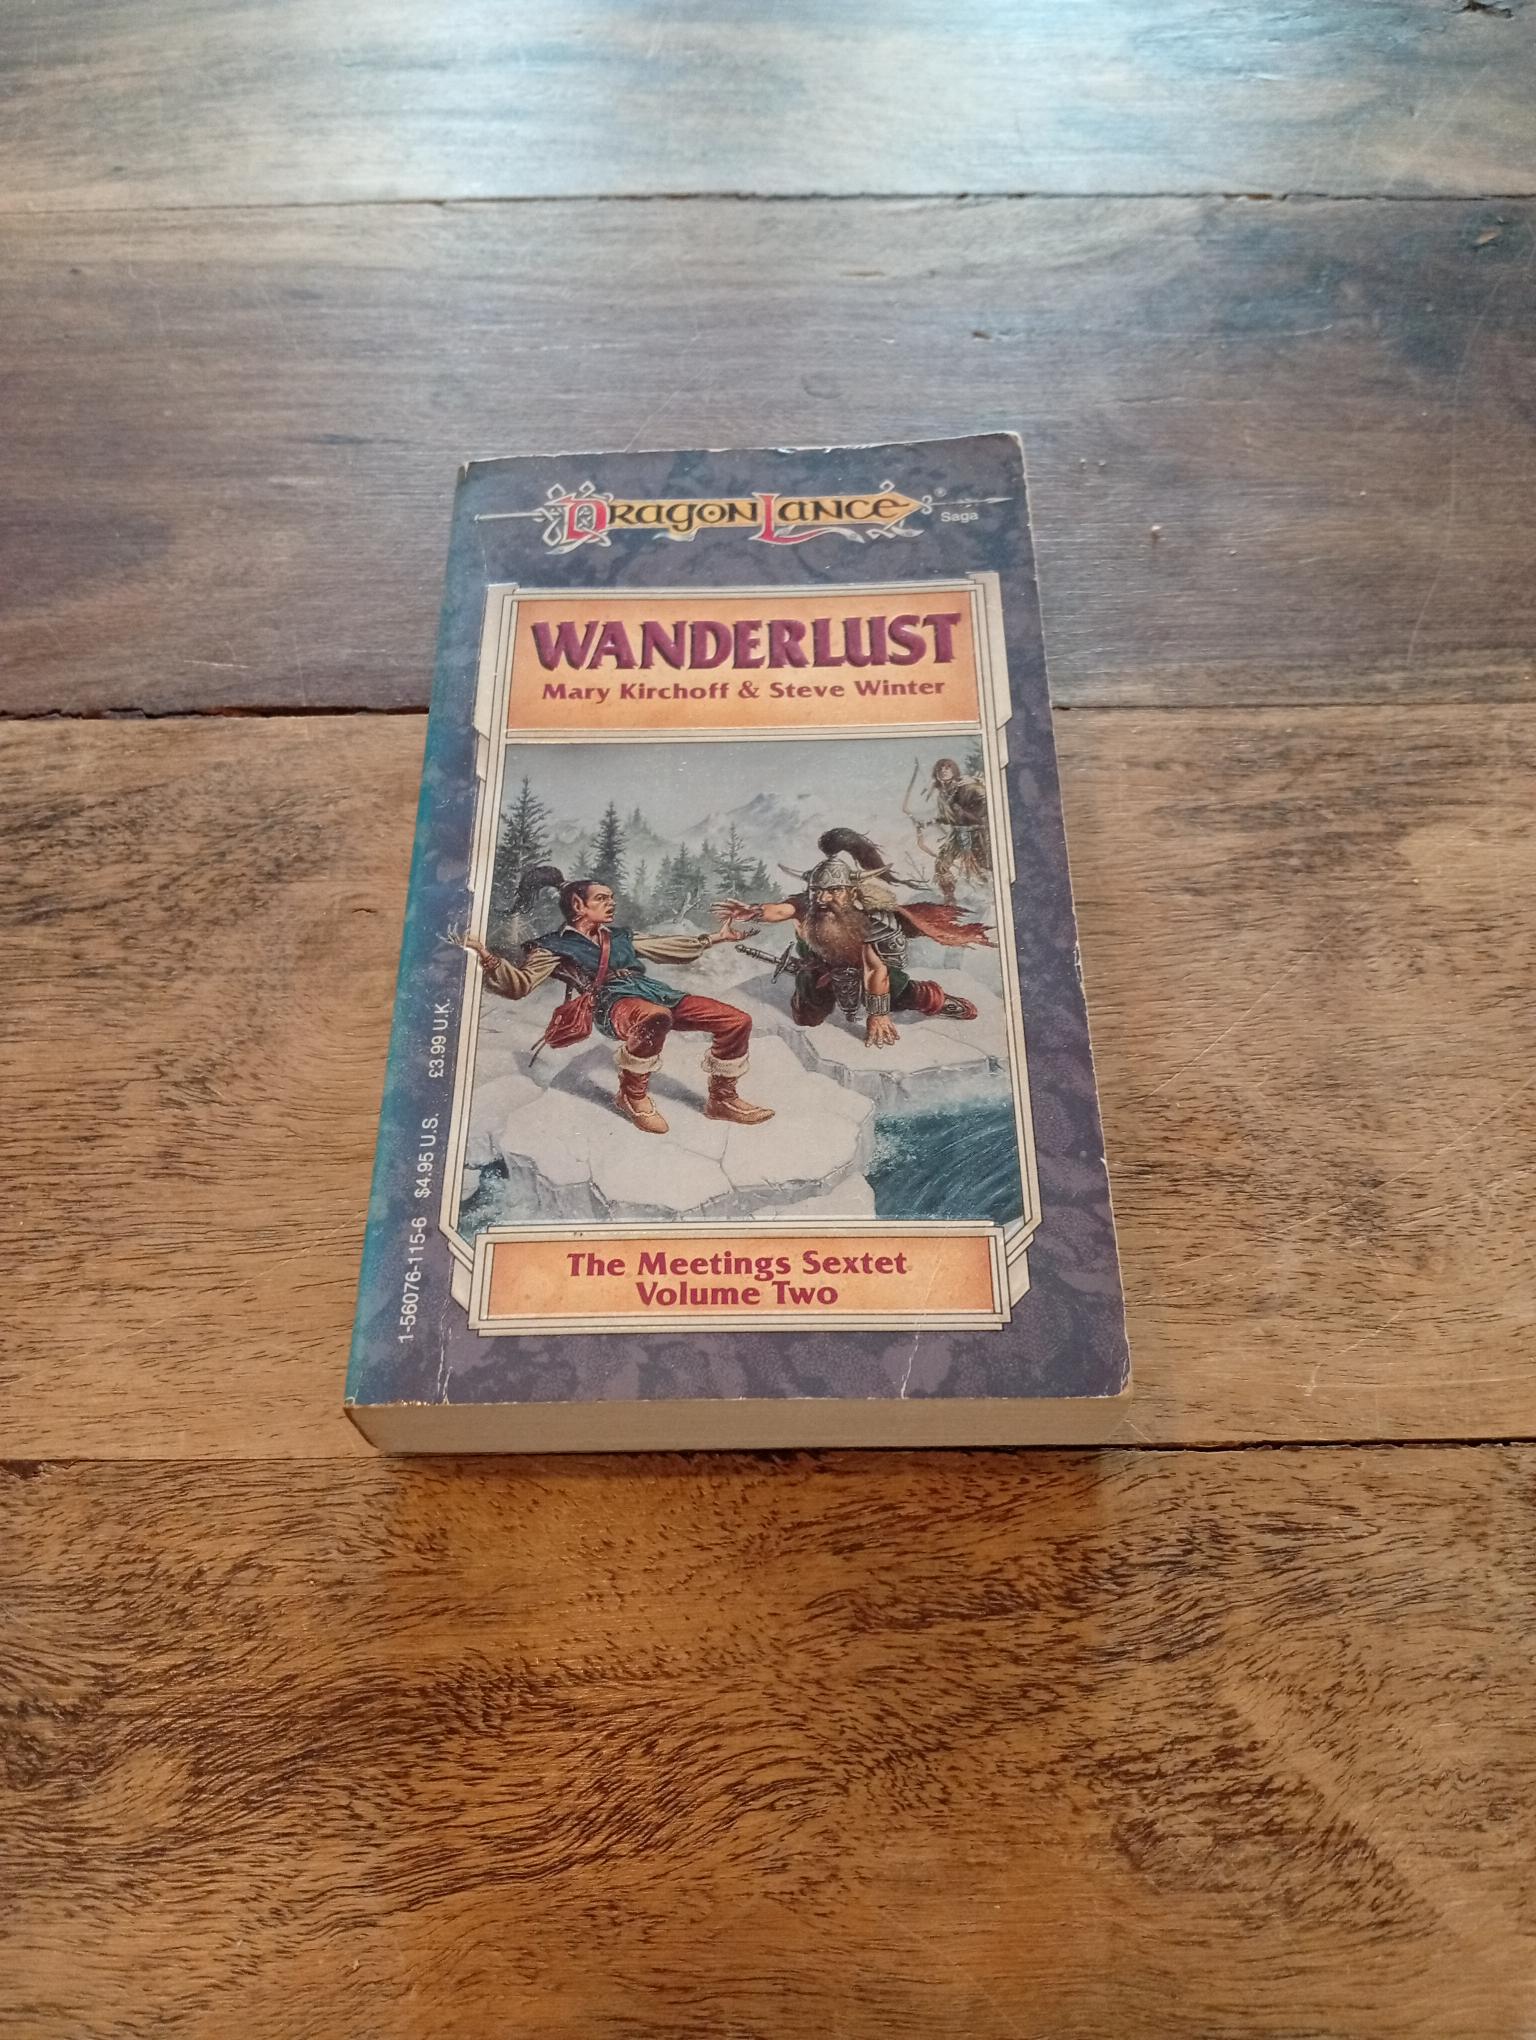 DRAGONLANCE®
Saga
WANDERLUST
Mary Kirchoff & Steve Winter
The Meetings Sextet
Volume Two
1-56076-115-6 $4.95 U.S. £3.99 U.K.